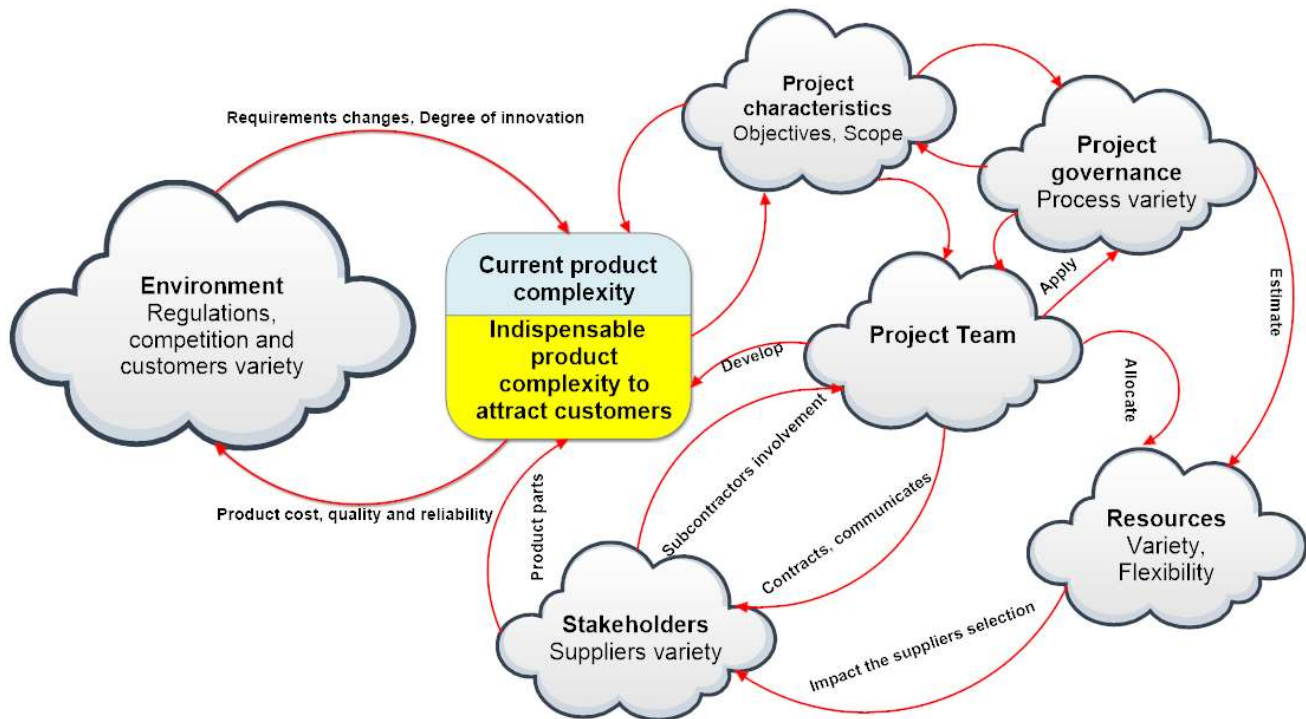 Requirements changes, Degree of innovation
Environment
Regulations,
competition and
customers variety
Product cost, quality and reliability
Current product
complexity
Indispensable
product
complexity to
attract customers
Project
characteristics
Objectives, Scope
Project
governance
Process variety
Project Team
Apply
Develop
Allocate
Estimate
Subcontractors involvement
Contracts, communicates
Product parts
Stakeholders
Suppliers variety
Resources
Variety,
Flexibility
Impact the suppliers selection